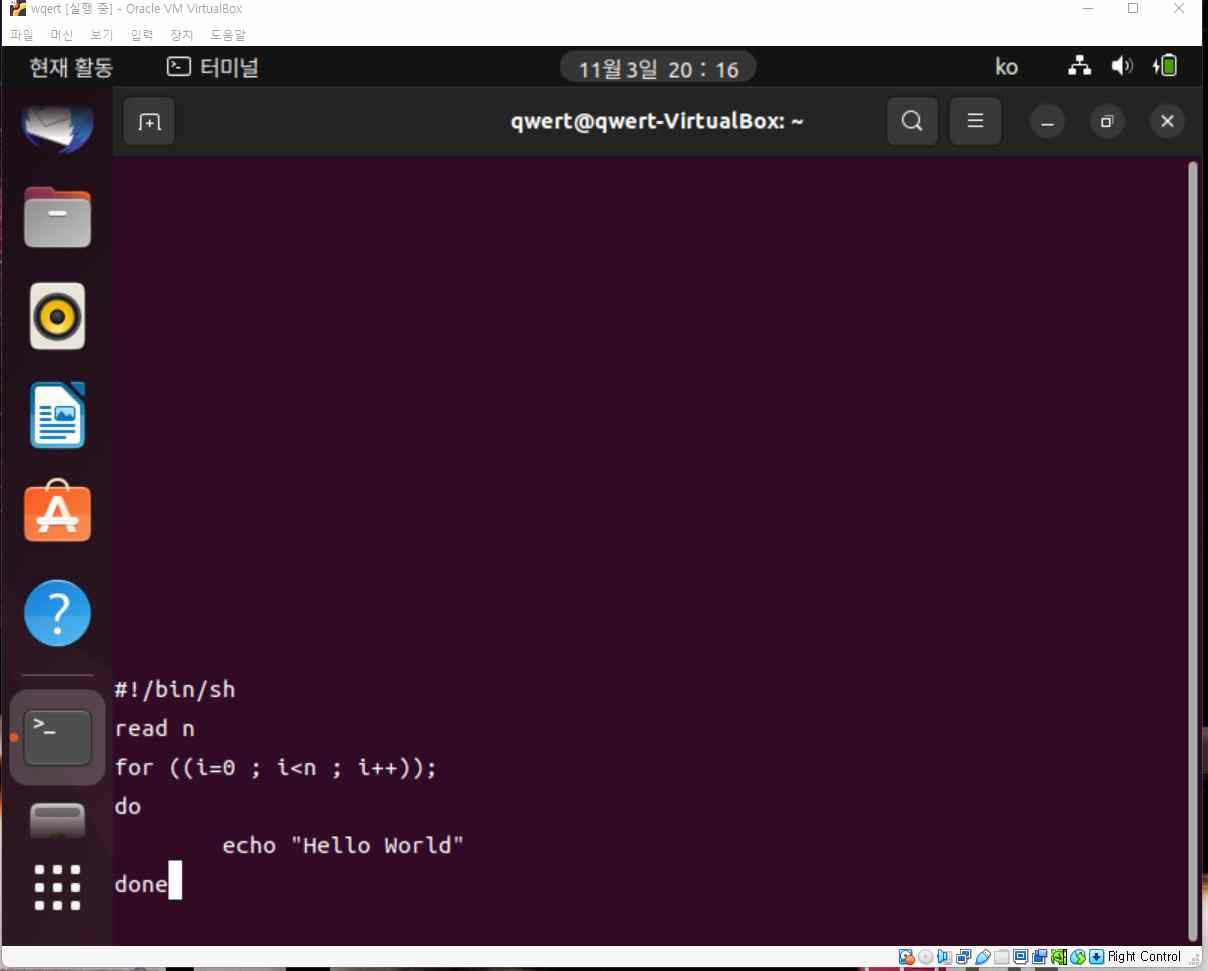 wqert [실행 중] - Oracle VM VirtualBox
파일 머신 보기 입력 장치 도움말
현재 활동 터미널 11월 3일 20 : 16 ko
qwert@qwert-VirtualBox: ~
#!/bin/sh
read n
for ((i=0 ; i<n ; i++));
do
        echo "Hello World"
done
Right Control